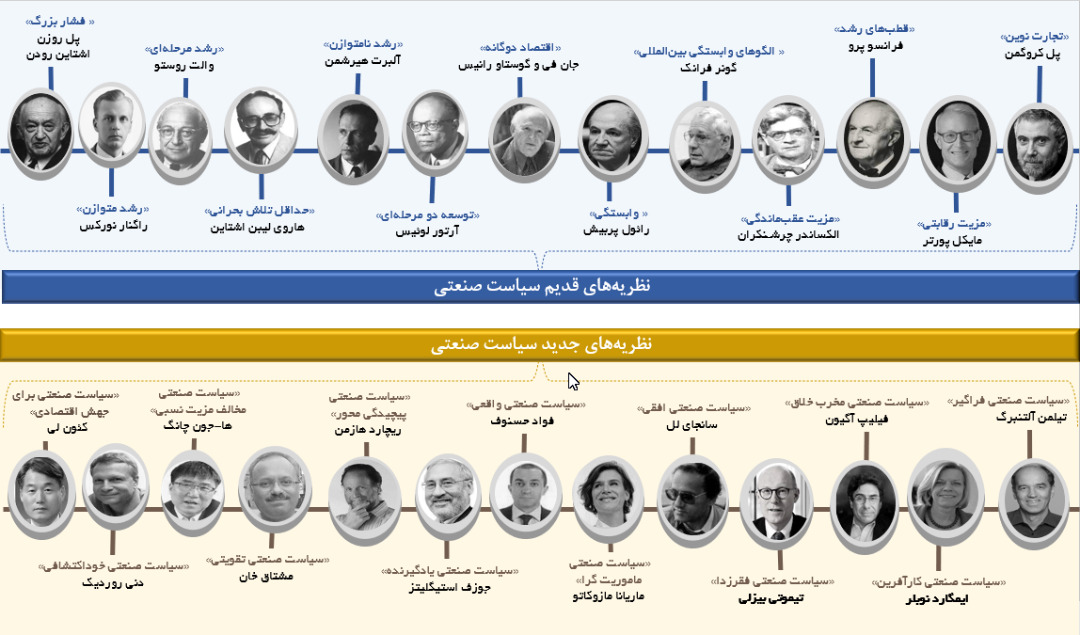 «فشار بزرگ»
پل روزن
اشتاین رودن
«رشد متوازن»
راگنار نورکس
«رشد مرحله‌ای»
والت روستو
«حداقل تلاش بحرانی»
هاروی لیبن اشتاین
«رشد نامتوازن»
آلبرت هیرشمن
«توسعه دو مرحله‌ای»
آرتور لوئیس
«اقتصاد دوگانه»
جان فی و گوستاو رانیس
«وابستگی»
رائول پربیش
«الگوهای وابستگی بین‌المللی»
گونر فرانک
«مزیت عقب‌ماندگی»
الکساندر چرشنکران
«قطب‌های رشد»
فرانسو پرو
«مزیت رقابتی»
مایکل پورتر
«تجارت نوین»
پل کروگمن
نظریه‌های قدیم سیاست صنعتی
نظریه‌های جدید سیاست صنعتی
«سیاست صنعتی برای
جهش اقتصادی»
کئون لی
«سیاست صنعتی خوداکتشافی»
دنی رودریک
«سیاست صنعتی
مخالف مزیت نسبی»
ها-جون چانگ
«سیاست صنعتی تقویتی»
مشتاق خان
«سیاست صنعتی
پیچیدگی محور»
ریچارد هازمن
«سیاست صنعتی یادگیرنده»
جوزف استیگلیتز
«سیاست صنعتی واقعی»
فواد حسنوف
«سیاست صنعتی
ماموریت گرا»
ماریانا مازوکاتو
«سیاست صنعتی افقی»
سانجای لل
«سیاست صنعتی فقرزدا»
تیموتی بیزلی
«سیاست صنعتی مخرب خلاق»
فیلیپ آگیون
«سیاست صنعتی کارآفرین»
ایمگارد نوبلر
«سیاست صنعتی فراگیر»
تیلمن آلتنبرگ